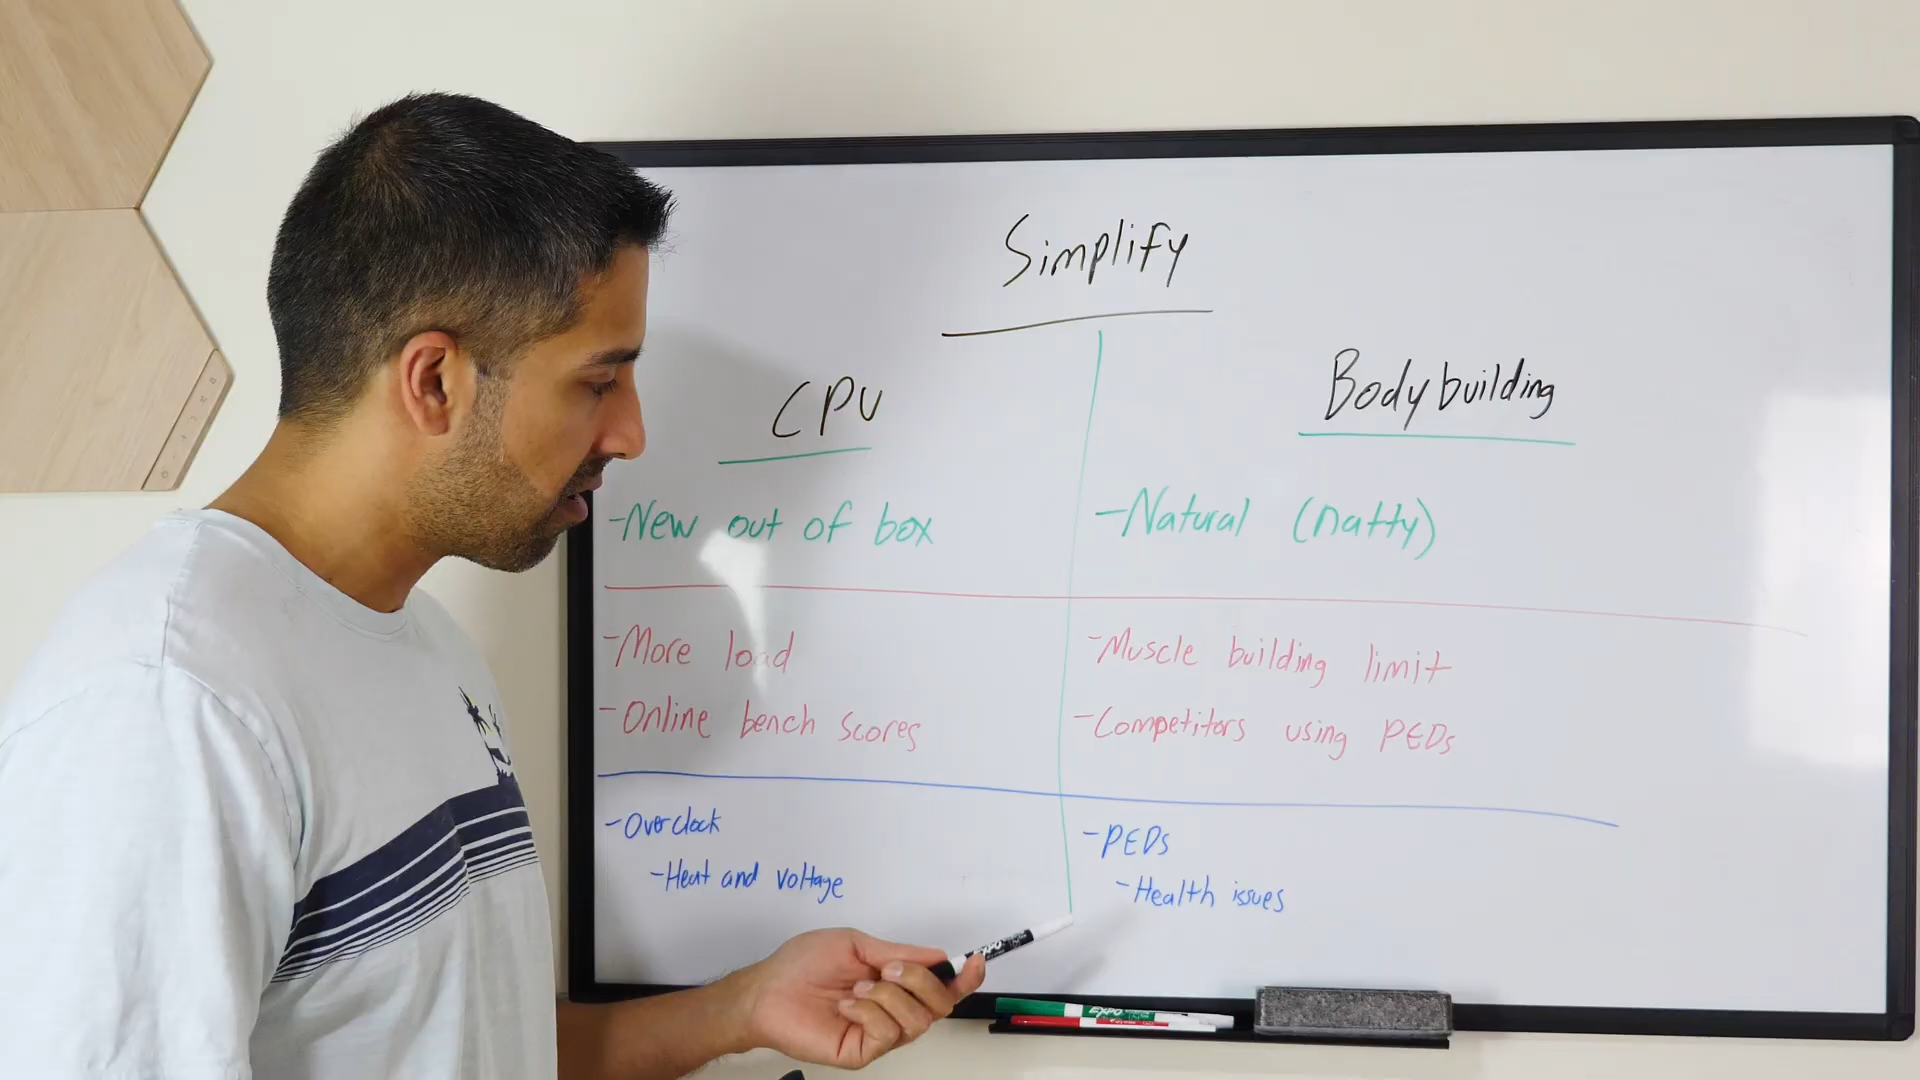 Simplify
CPU
-New out of box
-More load
-Online bench scores
-Overclock
-Heat and voltage
Bodybuilding
-Natural (natty)
-Muscle building limit
-Competitors using PEDs
-PEDs
-Health issues
EXPO
EXPO